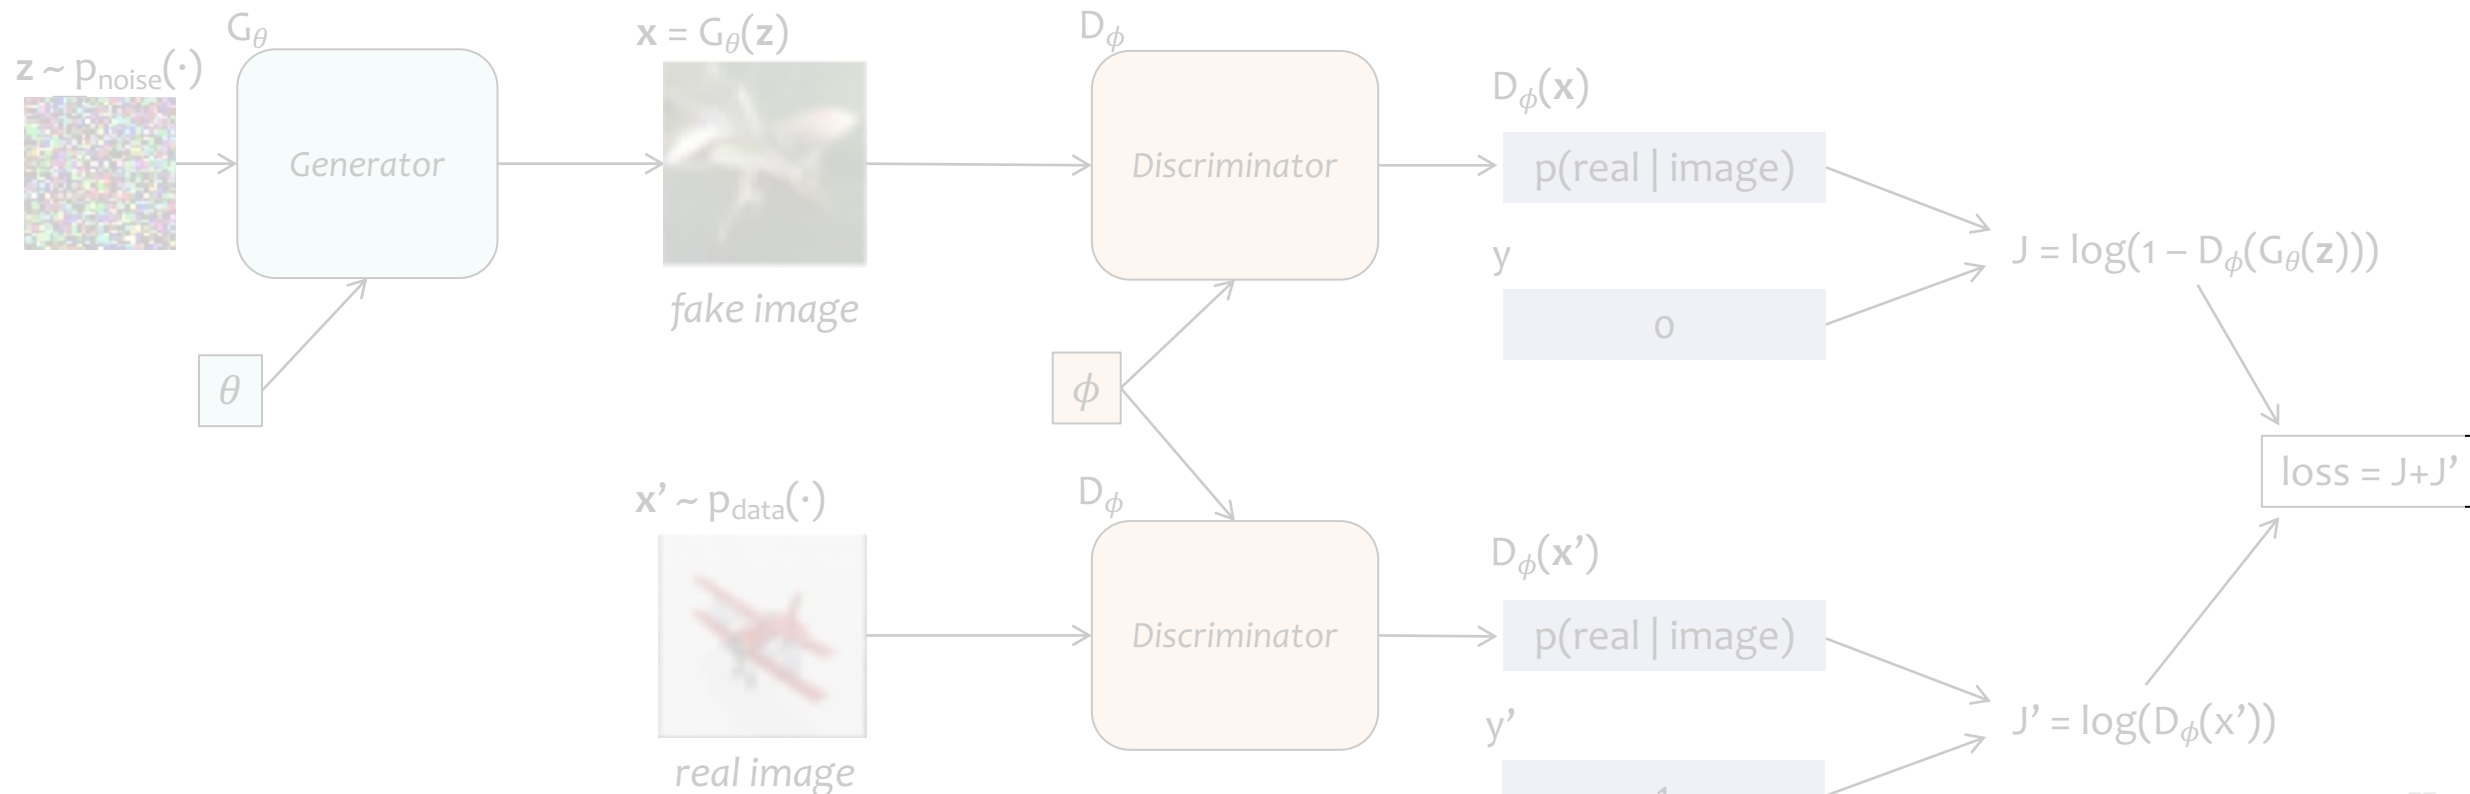 G_θ
z ~ p_noise(·)
Generator
θ
x = G_θ(z)
fake image
D_ϕ
Discriminator
ϕ
D_ϕ(x)
p(real | image)
y
0
J = log(1 – D_ϕ(G_θ(z)))
loss = J+J’
x’ ~ p_data(·)
real image
D_ϕ
Discriminator
D_ϕ(x’)
p(real | image)
y’
J’ = log(D_ϕ(x’))